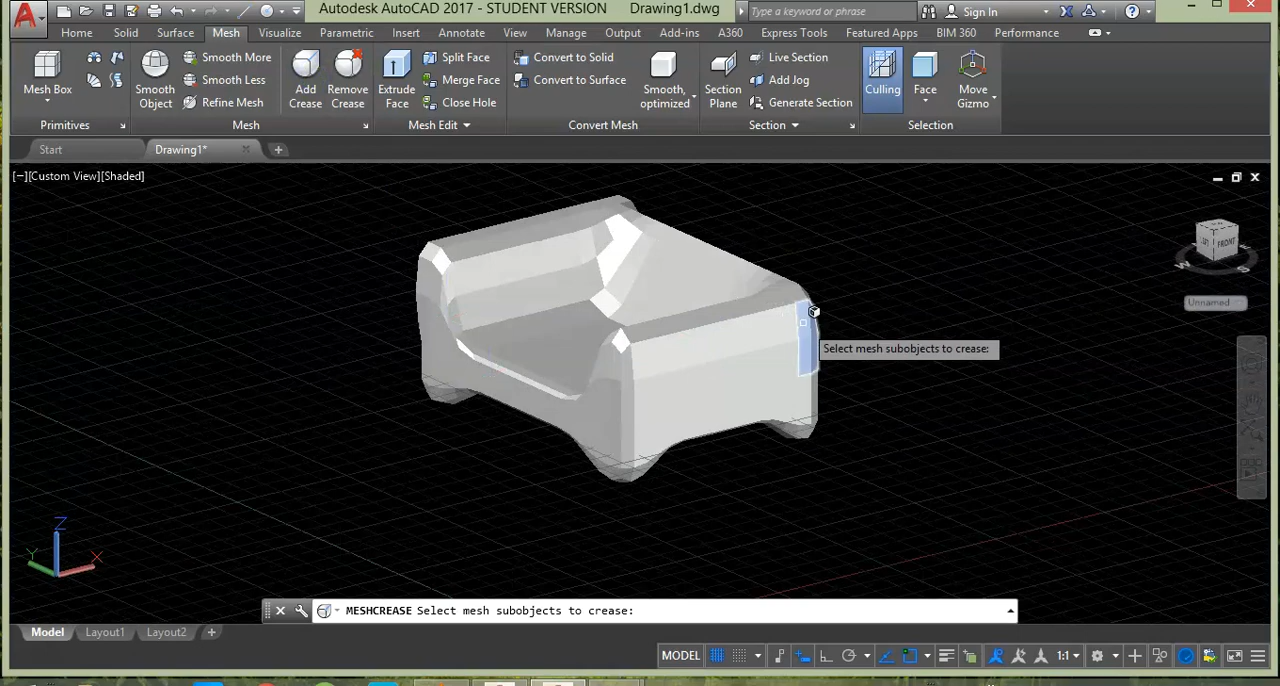 Autodesk AutoCAD 2017 - STUDENT VERSION Drawing1.dwg
Type a keyword or phrase
Sign In
Home Solid Surface Mesh Visualize Parametric Insert Annotate View Manage Output Add-ins A360 Express Tools Featured Apps BIM 360 Performance
Mesh Box
Smooth Object
Smooth More
Smooth Less
Refine Mesh
Add Crease
Remove Crease
Extrude Face
Split Face
Merge Face
Close Hole
Convert to Solid
Convert to Surface
Smooth, optimized
Section Plane
Live Section
Add Jog
Generate Section
Culling
Face
Move Gizmo
Primitives Mesh Mesh Edit Convert Mesh Section Selection
Start Drawing1*
[−][Custom View][Shaded]
FRONT
W S
Unnamed
Select mesh subobjects to crease:
Z
Y X
MESHCREASE Select mesh subobjects to crease:
Model Layout1 Layout2
MODEL 1:1